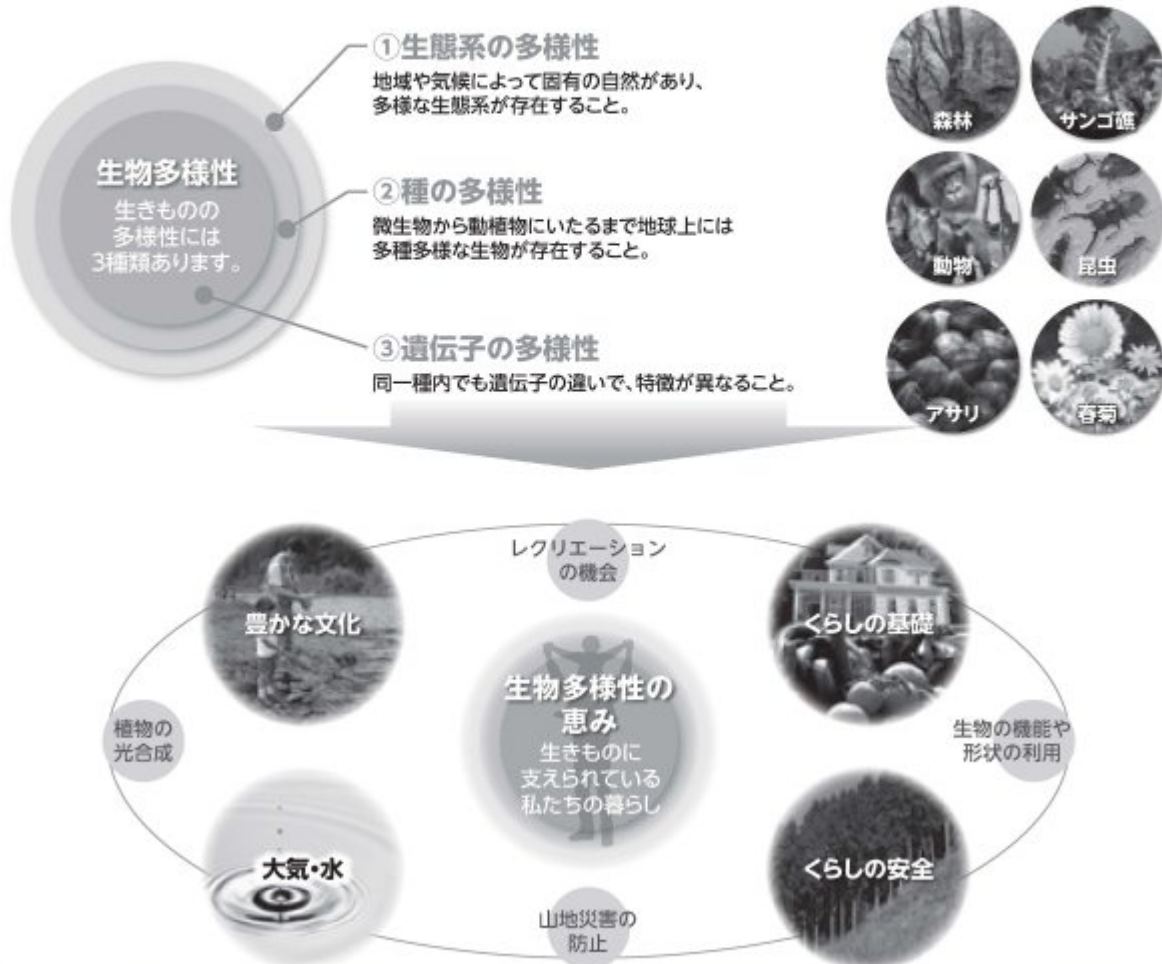 ①生態系の多様性
地域や気候によって固有の自然があり、
多様な生態系が存在すること。
森林
サンゴ礁
生物多様性
生きものの
多様性には
3種類あります。
②種の多様性
微生物から動植物にいたるまで地球上には
多種多様な生物が存在すること。
動物
昆虫
③遺伝子の多様性
同一種内でも遺伝子の違いで、特徴が異なること。
アサリ
春菊
レクリエーション
の機会
豊かな文化
くらしの基礎
生物多様性の
恵み
生きものに
支えられている
私たちの暮らし
植物の
光合成
生物の機能や
形状の利用
大気・水
くらしの安全
山地災害の
防止